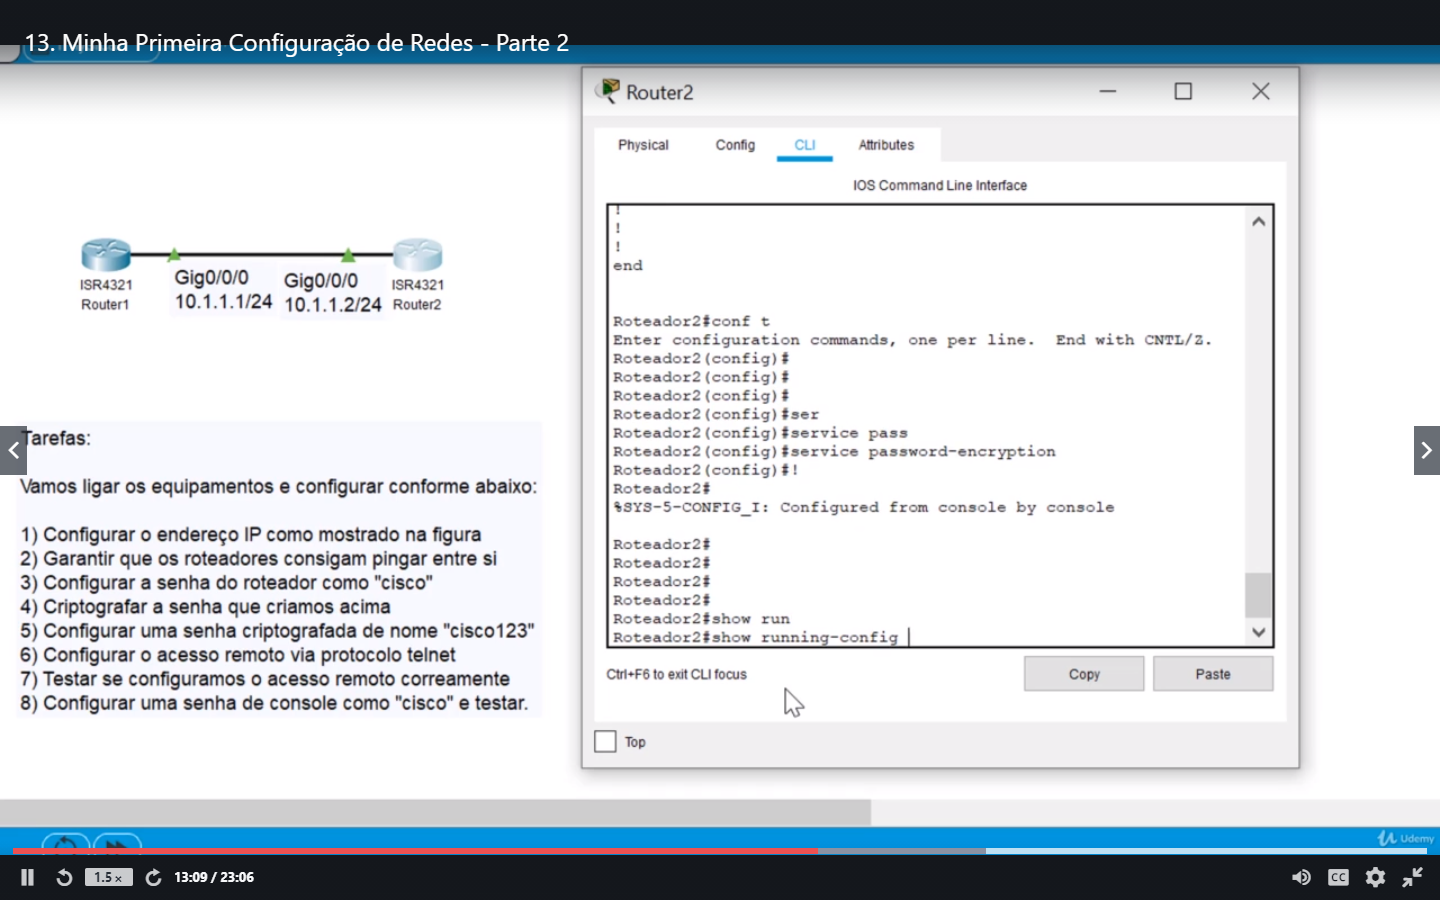 13. Minha Primeira Configuração de Redes - Parte 2
Router2
Physical Config CLI Attributes
IOS Command Line Interface
!
!
!
end
Roteador2#conf t
Enter configuration commands, one per line. End with CNTL/Z.
Roteador2(config)#
Roteador2(config)#
Roteador2(config)#
Roteador2(config)#ser
Roteador2(config)#service pass
Roteador2(config)#service password-encryption
Roteador2(config)#!
Roteador2#
%SYS-5-CONFIG_I: Configured from console by console
Roteador2#
Roteador2#
Roteador2#
Roteador2#
Roteador2#show run
Roteador2#show running-config
Ctrl+F6 to exit CLI focus
Copy Paste
Top
Gig0/0/0
10.1.1.1/24
Gig0/0/0
10.1.1.2/24
ISR4321
Router1
ISR4321
Router2
Tarefas:
Vamos ligar os equipamentos e configurar conforme abaixo:
1) Configurar o endereço IP como mostrado na figura
2) Garantir que os roteadores consigam pingar entre si
3) Configurar a senha do roteador como "cisco"
4) Criptografar a senha que criamos acima
5) Configurar uma senha criptografada de nome "cisco123"
6) Configurar o acesso remoto via protocolo telnet
7) Testar se configuramos o acesso remoto correamente
8) Configurar uma senha de console como "cisco" e testar.
Udemy
1.5 x
13:09 / 23:06
CC